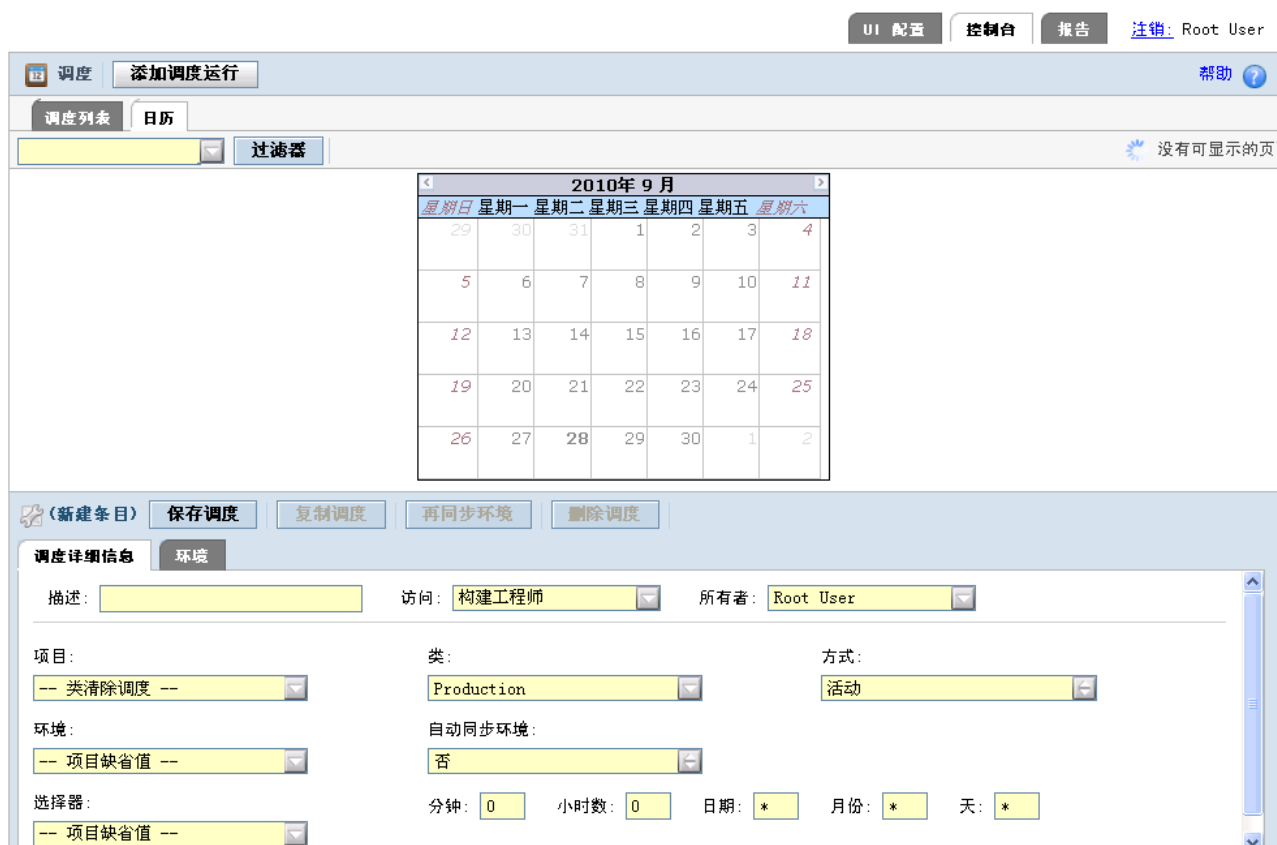 UI 配置 控制台 报告 注销: Root User
12 调度 添加调度运行 帮助 ?
调度列表 日历
过滤器 没有可显示的页
2010年 9 月
星期日 星期一 星期二 星期三 星期四 星期五 星期六
29 30 31 1 2 3 4
5 6 7 8 9 10 11
12 13 14 15 16 17 18
19 20 21 22 23 24 25
26 27 28 29 30 1 2
(新建条目) 保存调度 复制调度 再同步环境 删除调度
调度详细信息 环境
描述: 访问: 构建工程师 所有者: Root User
项目: 类: 方式:
-- 类清除调度 -- Production 活动
环境: 自动同步环境:
-- 项目缺省值 -- 否
选择器: 分钟: 0 小时数: 0 日期: * 月份: * 天: *
-- 项目缺省值 --